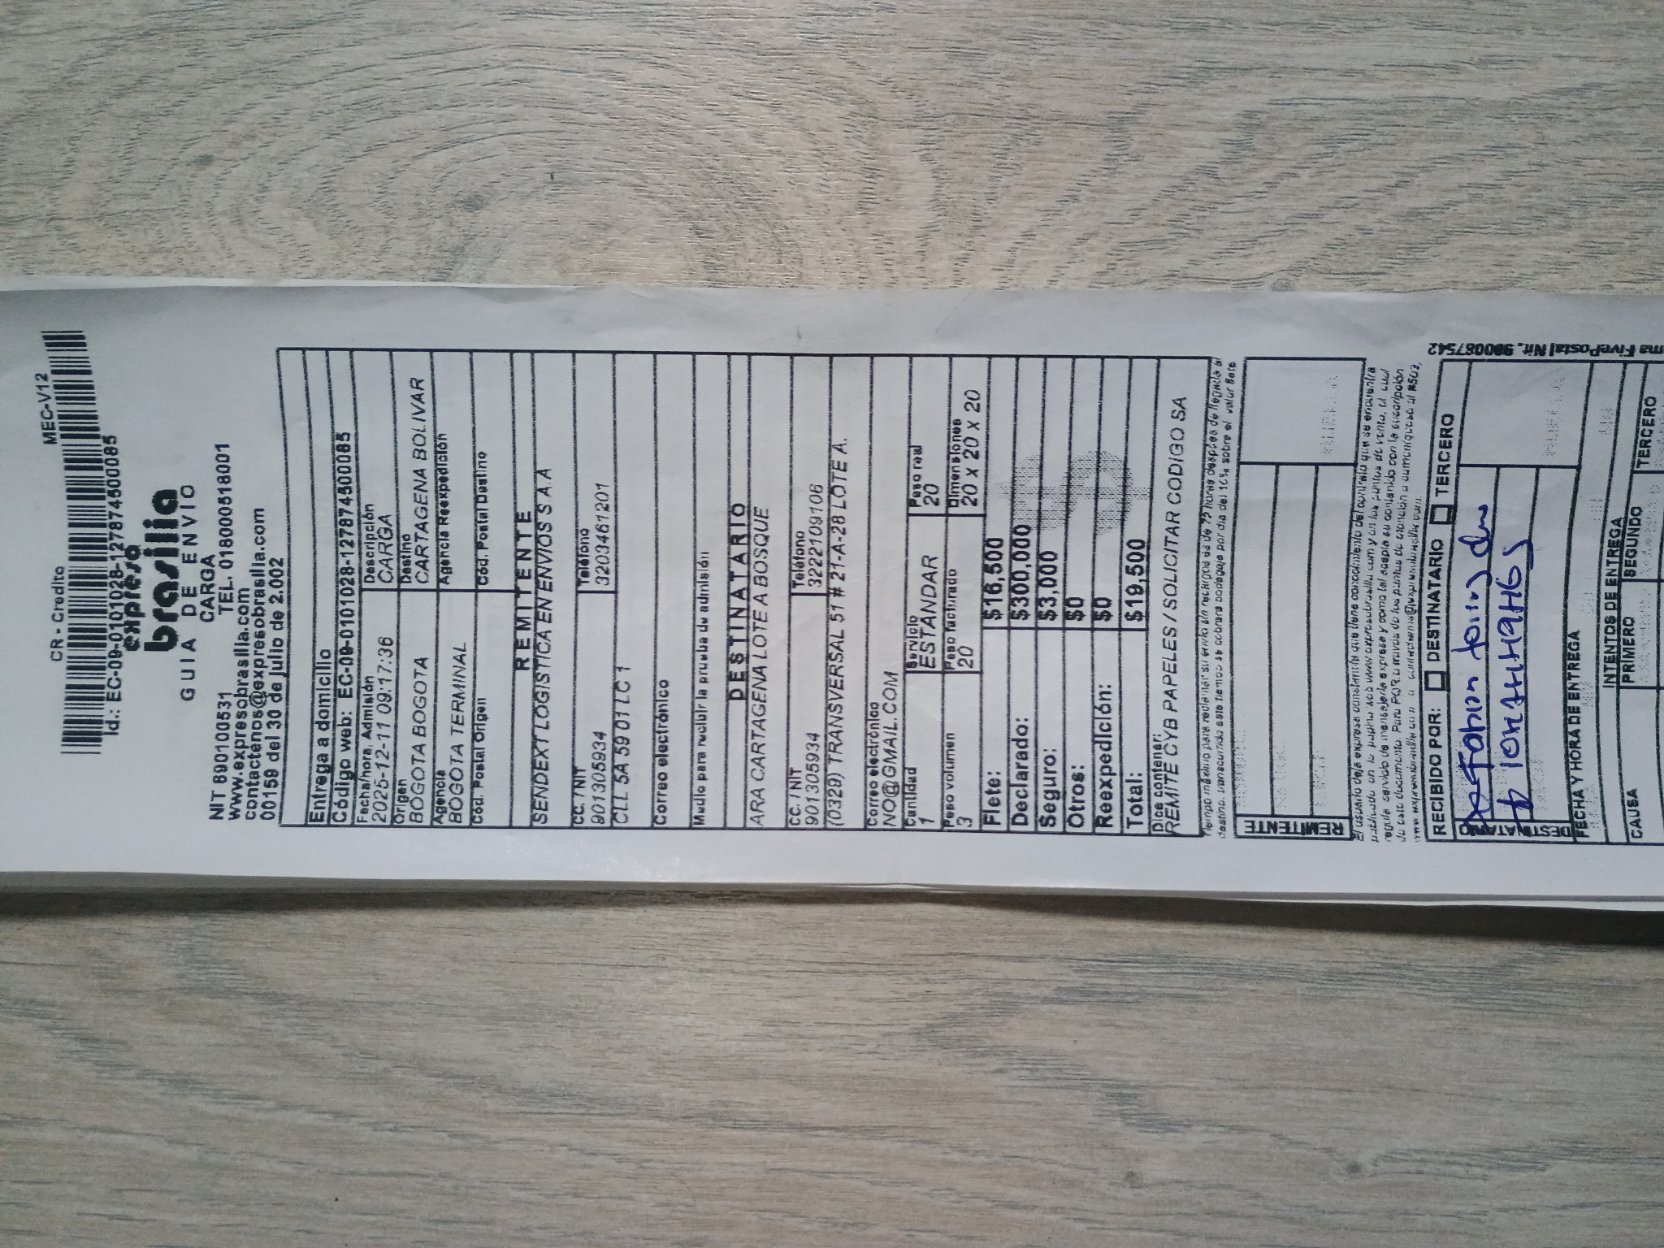 CR - Credito MEC-V12
Id.: EC-09-0101028-127874500085
expreso
brasilia
GUIA DE ENVIO
CARGA
NIT 890100531 TEL. 018000518001
www.expresobrasilia.com
contactenos@expresobrasilia.com
00159 del 30 de julio de 2.002
Entrega a domicilio
Código web: EC-09-0101028-127874500085
Fecha/hora. Admisión Descripción
2025-12-11 09:17:36 CARGA
Origen Destino
BOGOTA BOGOTA CARTAGENA BOLIVAR
Agencia Agencia Reexpedición
BOGOTA TERMINAL
Cód. Postal Origen Cód. Postal Destino
REMITENTE
SENDEXT LOGISTICA EN ENVIOS S A.A
CC. / NIT Teléfono
901305934 3203461201
CLL 5A 59 01 LC 1
Correo electrónico
Medio para recibir la prueba de admisión:
DESTINATARIO
ARA CARTAGENA LOTE A BOSQUE
CC. / NIT Teléfono
901305934 3222109106
(0329) TRANSVERSAL 51 # 21-A-28 LOTE A.
Correo electrónico
NO@GMAIL.COM
Cantidad Servicio Peso real
1 ESTANDAR 20
Peso volumen Peso facturado Dimensiones
3 20 20 x 20 x 20
Flete: $16,500
Declarado: $300,000
Seguro: $3,000
Otros: $0
Reexpedición: $0
Total: $19,500
Dice contener:
REMITE CYB PAPELES / SOLICITAR CODIGO SA
REMITENTE
RECIBIDO POR: DESTINATARIO TERCERO
DESTINATARIO
FECHA Y HORA DE ENTREGA
INTENTOS DE ENTREGA
CAUSA PRIMERO SEGUNDO TERCERO
FivePostal Nit. 900087542